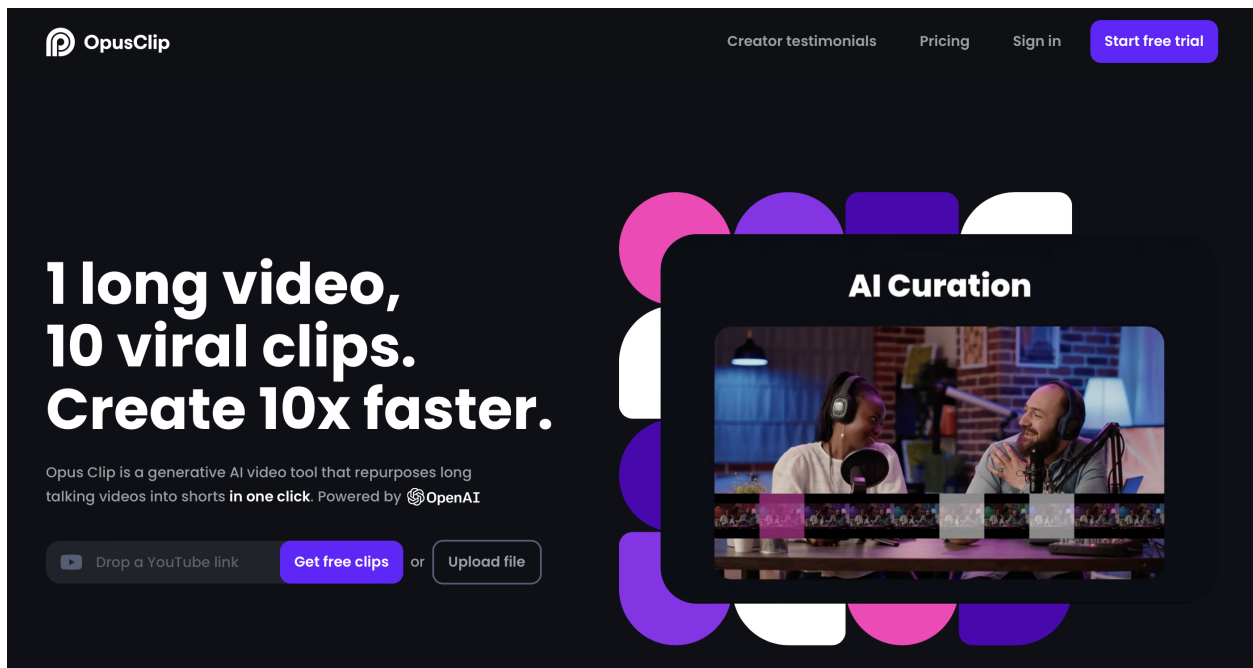 OpusClip
Creator testimonials
Pricing
Sign in
Start free trial
1 long video,
10 viral clips.
Create 10x faster.
Opus Clip is a generative AI video tool that repurposes long
talking videos into shorts in one click. Powered by OpenAI
Drop a YouTube link
Get free clips
or
Upload file
AI Curation